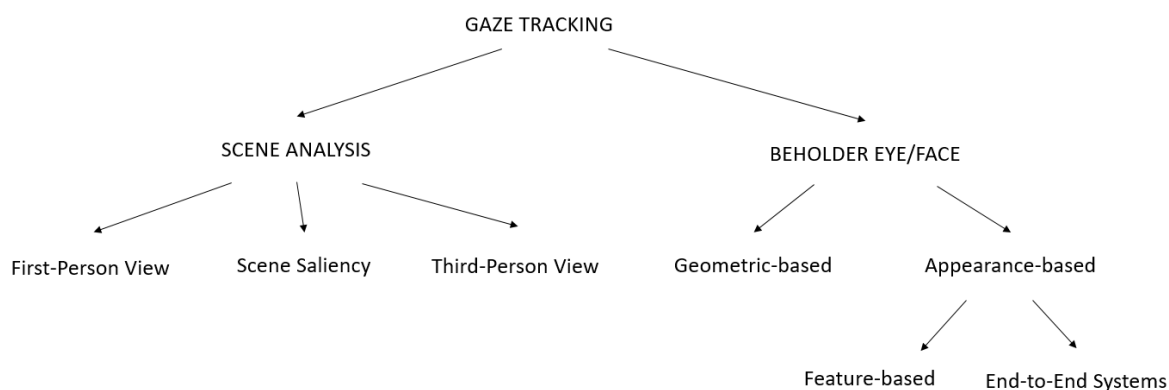 GAZE TRACKING
SCENE ANALYSIS
BEHOLDER EYE/FACE
First-Person View
Scene Saliency
Third-Person View
Geometric-based
Appearance-based
Feature-based
End-to-End Systems